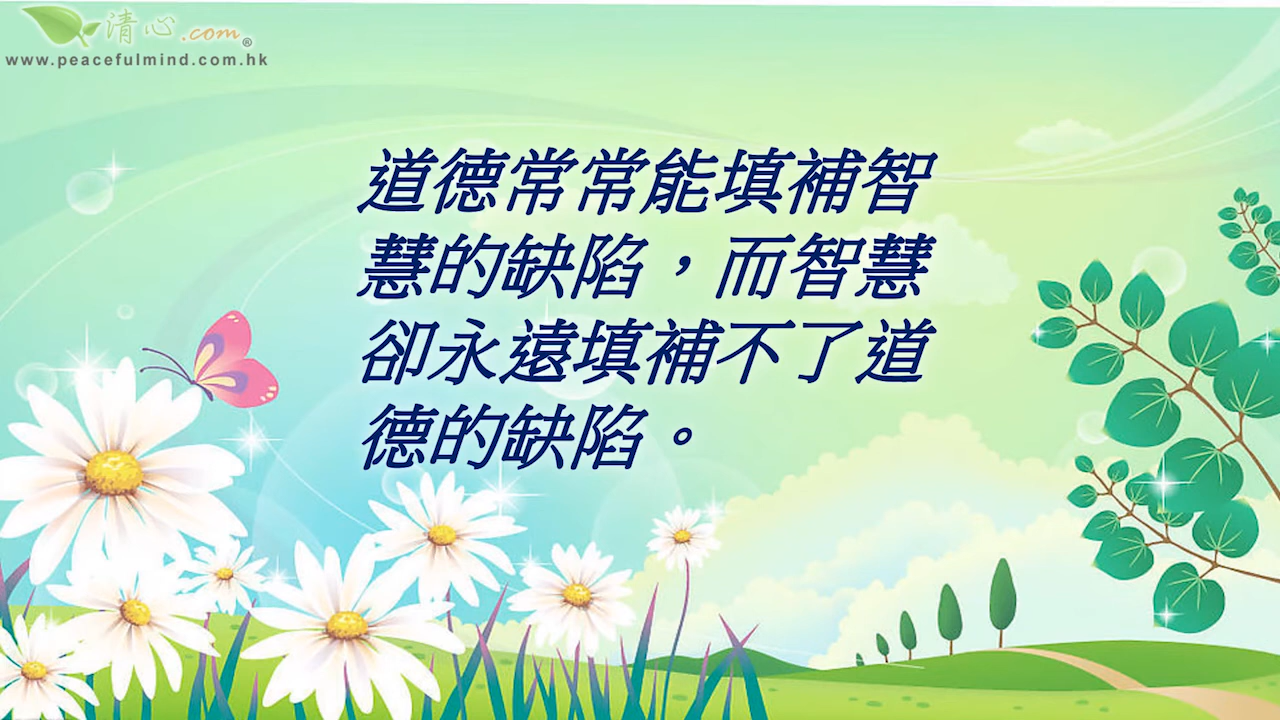 清心.com®
www.peacefulmind.com.hk
道德常常能填補智
慧的缺陷，而智慧
卻永遠填補不了道
德的缺陷。